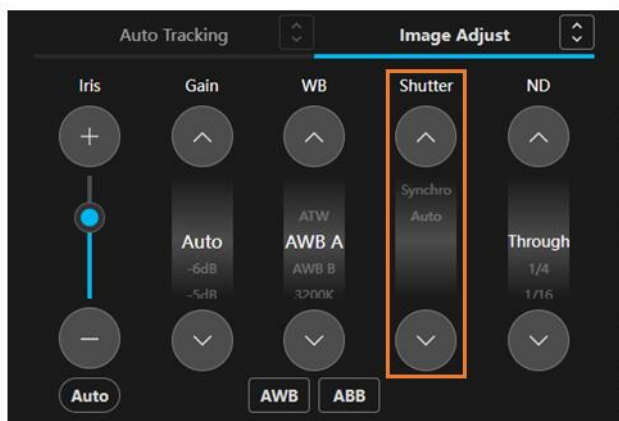 Auto Tracking
Image Adjust
Iris Gain WB Shutter ND
Synchro
ATW Auto
Auto AWB A Through
-6dB AWB B 1/4
-5dB 3200K 1/16
Auto AWB ABB